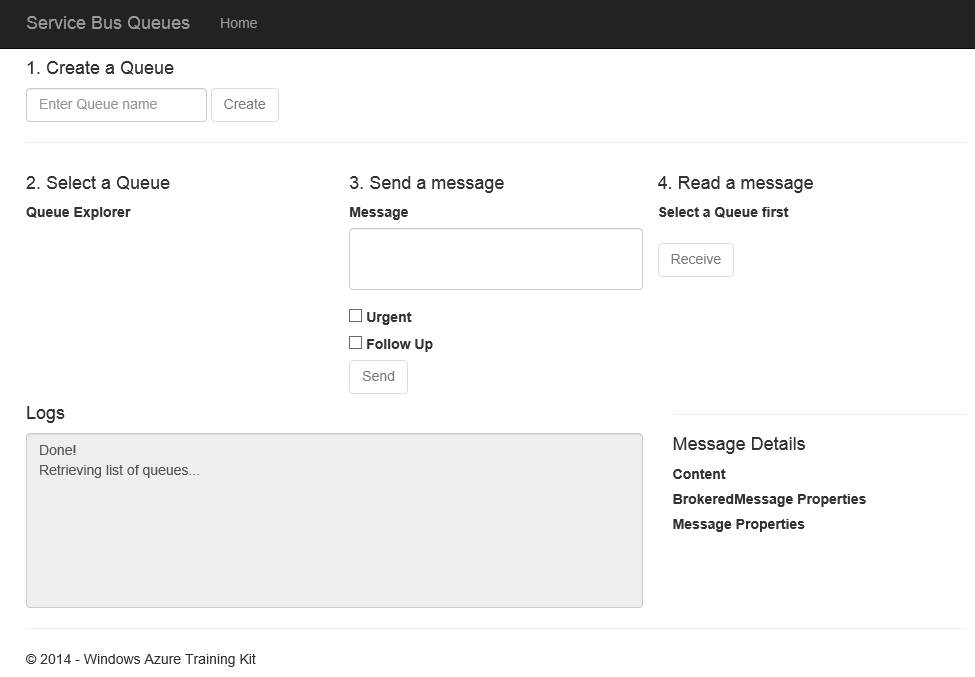 Service Bus Queues Home
1. Create a Queue
Enter Queue name Create
2. Select a Queue
Queue Explorer
3. Send a message
Message
Urgent
Follow Up
Send
4. Read a message
Select a Queue first
Receive
Logs
Done!
Retrieving list of queues...
Message Details
Content
BrokeredMessage Properties
Message Properties
© 2014 - Windows Azure Training Kit